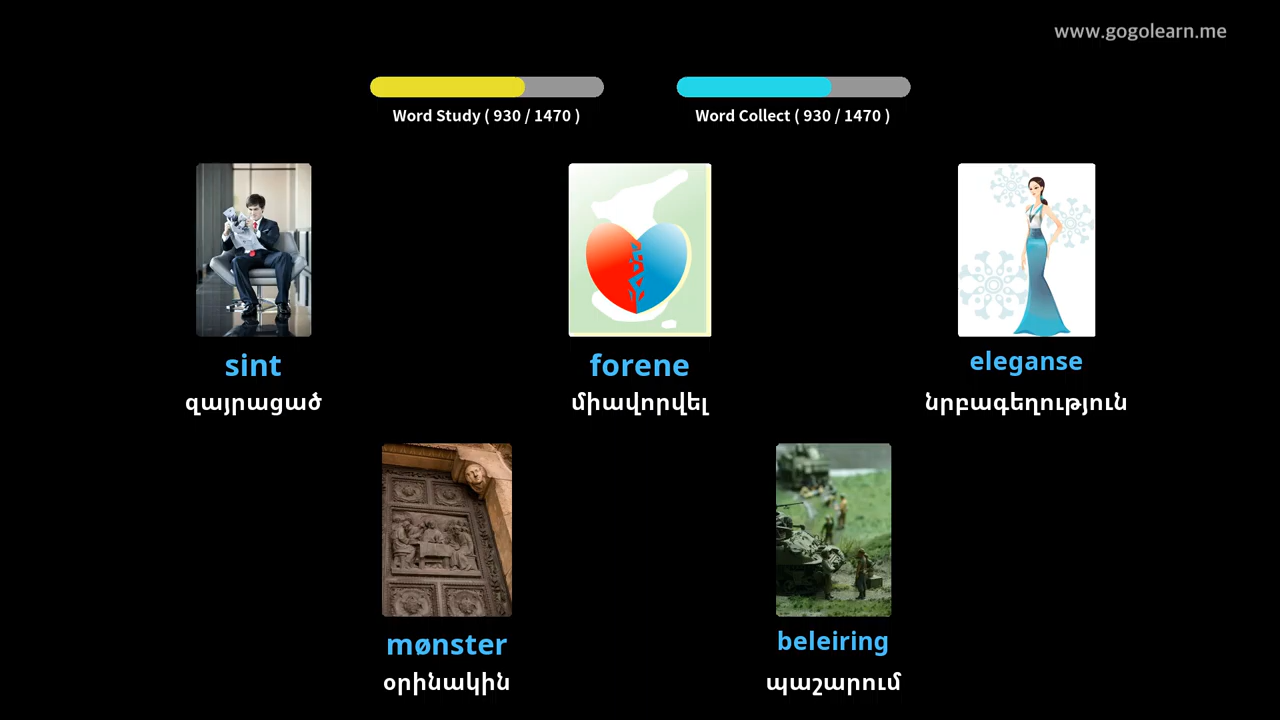 www.gogolearn.me
Word Study ( 930 / 1470 )
Word Collect ( 930 / 1470 )
sint
forene
eleganse
զայրացած
միավորվել
նրբագեղություն
mønster
beleiring
օրինակին
պաշարում